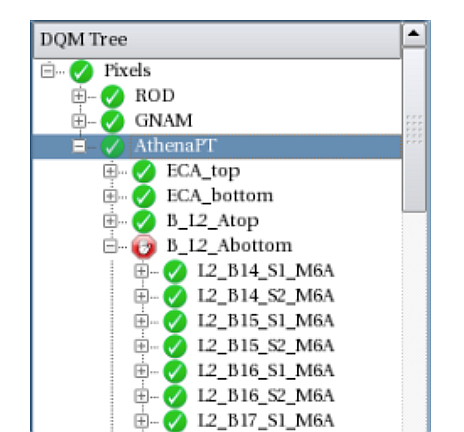 DQM Tree
Pixels
ROD
GNAM
AthenaPT
ECA_top
ECA_bottom
B_L2_Atop
B_L2_Abottom
L2_B14_S1_M6A
L2_B14_S2_M6A
L2_B15_S1_M6A
L2_B15_S2_M6A
L2_B16_S1_M6A
L2_B16_S2_M6A
L2_B17_S1_M6A